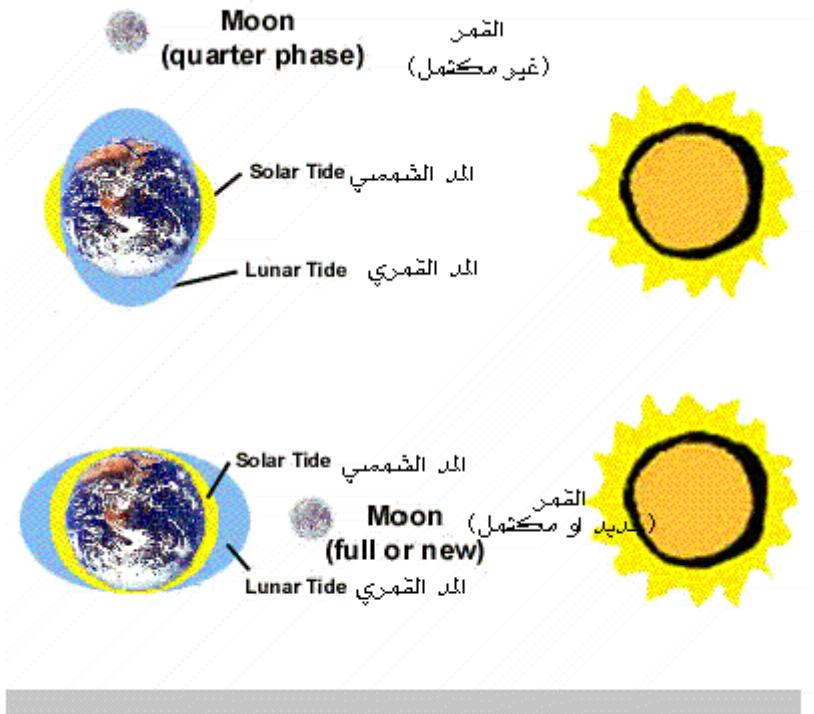 Moon
(quarter phase)
القمر
(غير مكتمل)
Solar Tide المد الشمسي
Lunar Tide المد القمري
Solar Tide المد الشمسي
Moon
(full or new)
القمر
(جديد او مكتمل)
Lunar Tide المد القمري